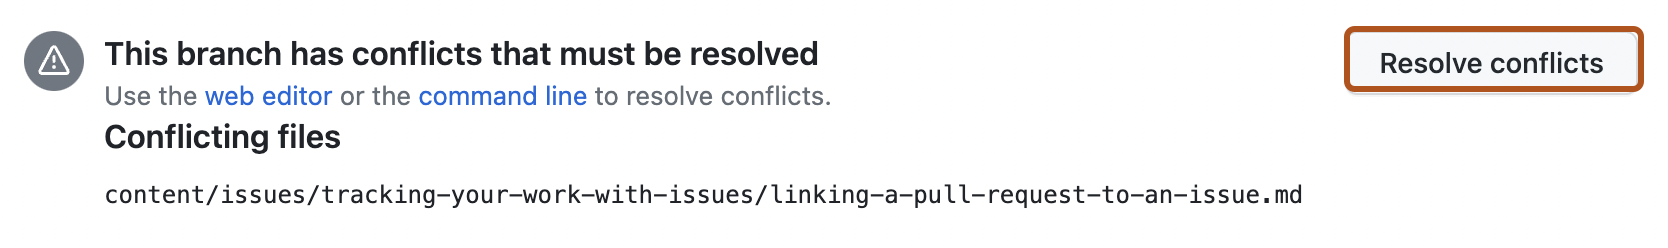 This branch has conflicts that must be resolved
Resolve conflicts
Use the web editor or the command line to resolve conflicts.
Conflicting files
content/issues/tracking-your-work-with-issues/linking-a-pull-request-to-an-issue.md